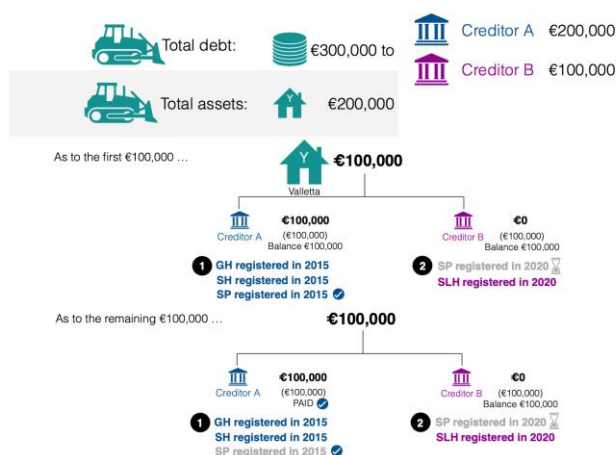 Total debt: €300,000 to
Creditor A €200,000
Creditor B €100,000
Total assets: Y €200,000
As to the first €100,000 …
Y €100,000
Valletta
€100,000 €0
(€100,000) (€100,000)
Creditor A Balance €100,000 Creditor B Balance €100,000
1 GH registered in 2015 2 SP registered in 2020
SH registered in 2015 SLH registered in 2020
SP registered in 2015
As to the remaining €100,000 … €100,000
€100,000 €0
(€100,000) (€100,000)
Creditor A PAID Creditor B Balance €100,000
1 GH registered in 2015 2 SP registered in 2020
SH registered in 2015 SLH registered in 2020
SP registered in 2015